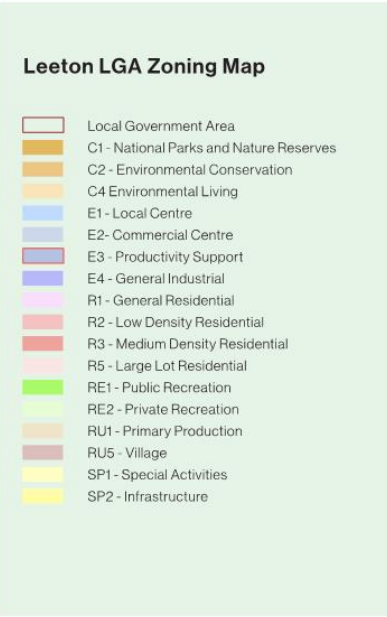 Leeton LGA Zoning Map
Local Government Area
C1 - National Parks and Nature Reserves
C2 - Environmental Conservation
C4 Environmental Living
E1 - Local Centre
E2- Commercial Centre
E3 - Productivity Support
E4 - General Industrial
R1 - General Residential
R2 - Low Density Residential
R3 - Medium Density Residential
R5 - Large Lot Residential
RE1 - Public Recreation
RE2 - Private Recreation
RU1 - Primary Production
RU5 - Village
SP1 - Special Activities
SP2 - Infrastructure